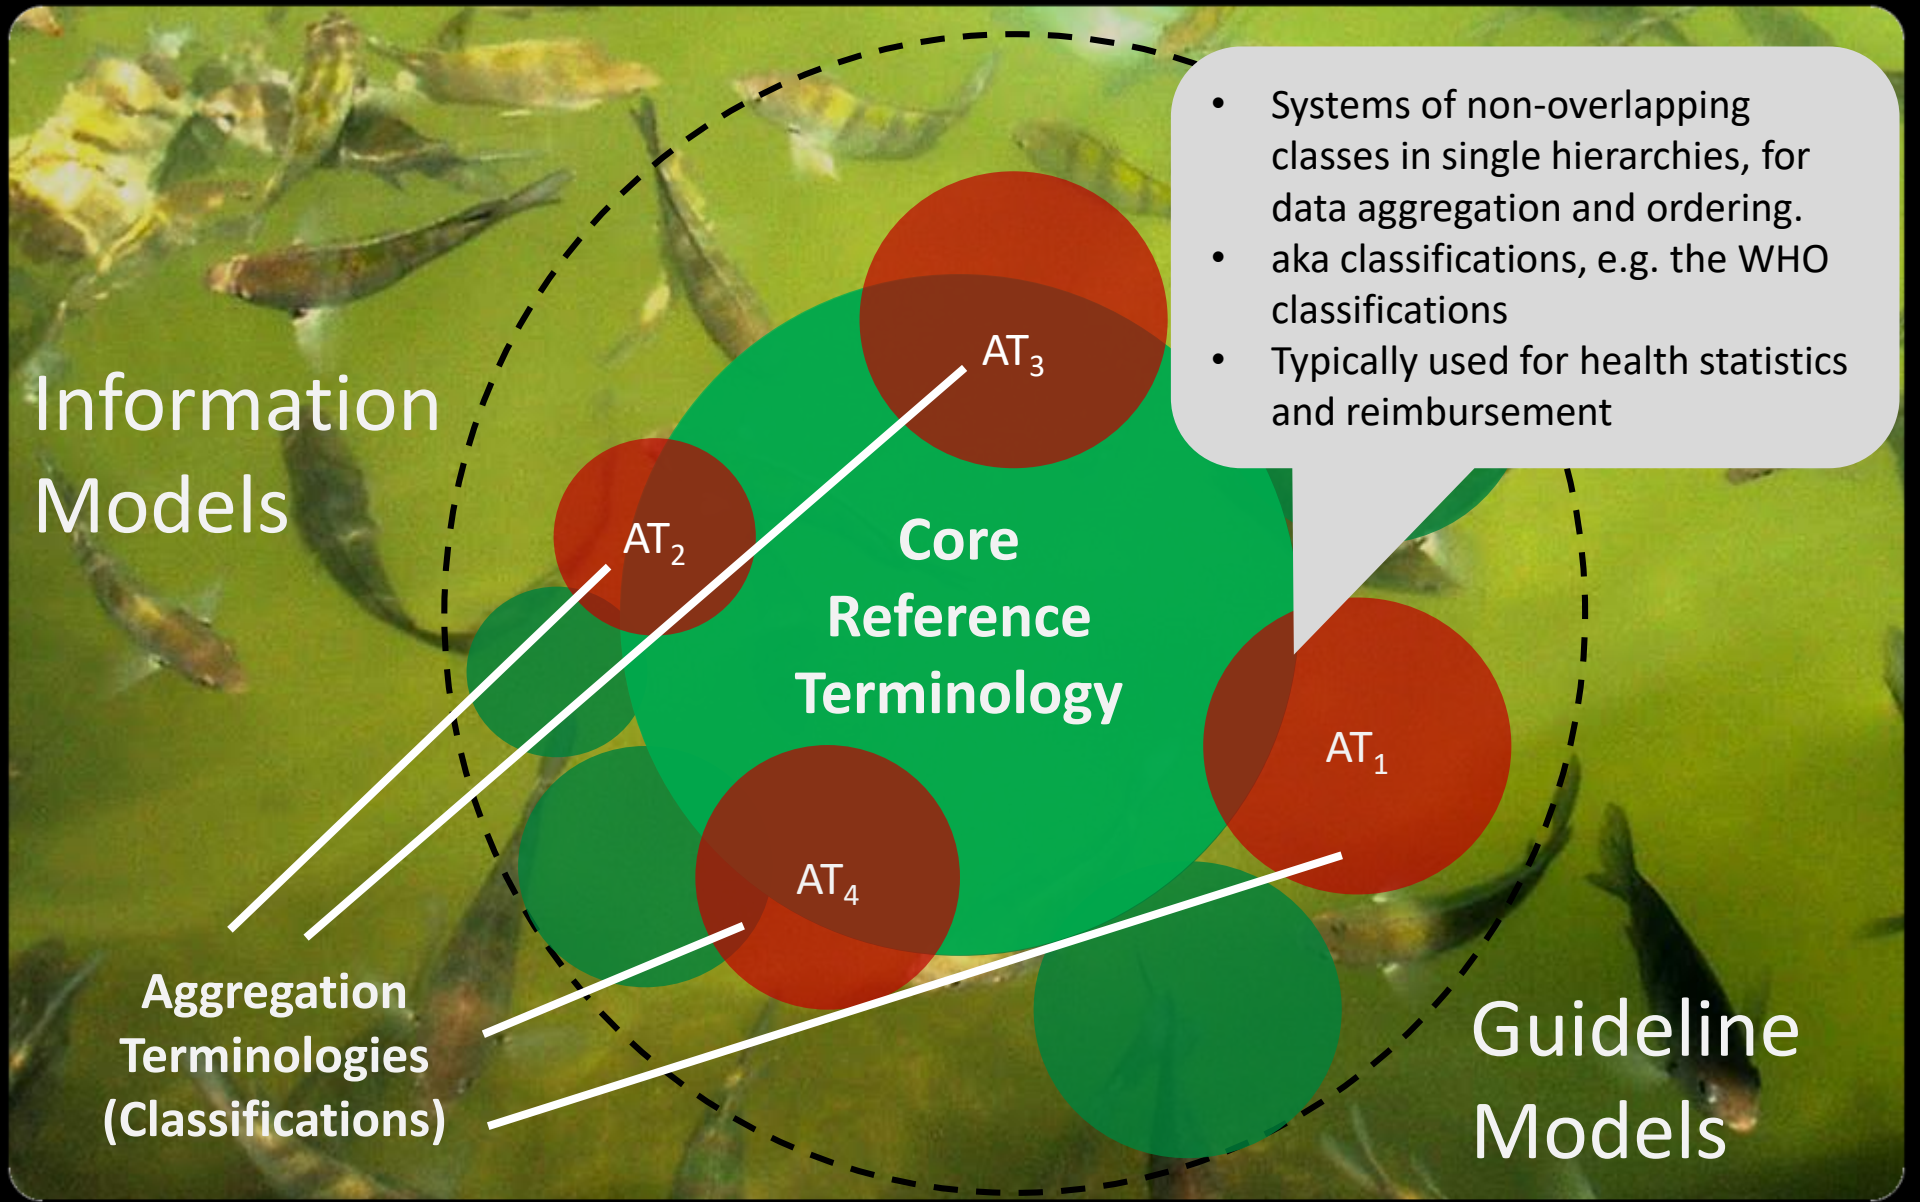 • Systems of non-overlapping
classes in single hierarchies, for
data aggregation and ordering.
• aka classifications, e.g. the WHO
classifications
• Typically used for health statistics
and reimbursement
AT₃
Information
Models
AT₂
Core
Reference
Terminology
AT₁
AT₄
Aggregation
Terminologies
(Classifications)
Guideline
Models